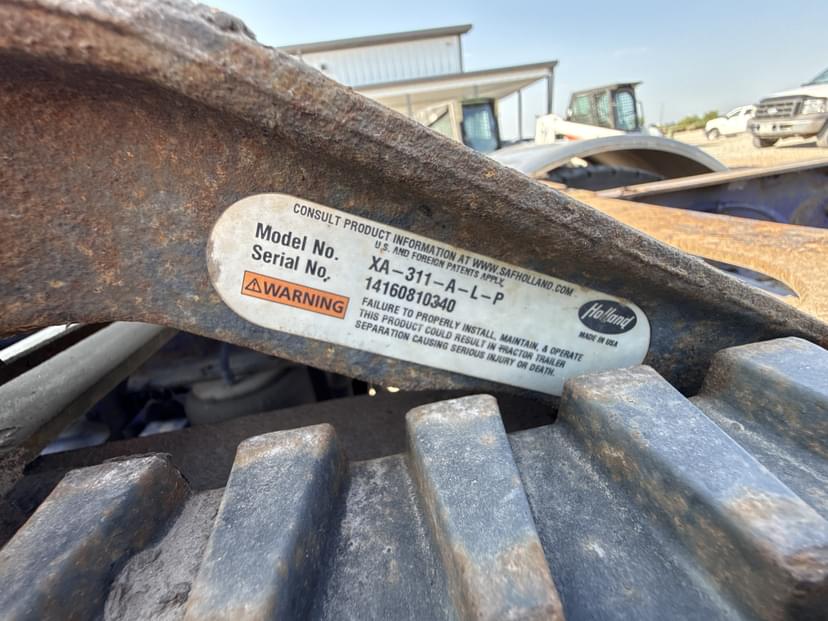 CONSULT PRODUCT INFORMATION AT WWW.SAFHOLLAND.COM
U.S. AND FOREIGN PATENTS APPLY.
Model No. XA-311-A-L-P
Serial No. 14160810340
⚠WARNING
FAILURE TO PROPERLY INSTALL, MAINTAIN, & OPERATE
THIS PRODUCT COULD RESULT IN TRACTOR TRAILER
SEPARATION CAUSING SERIOUS INJURY OR DEATH.
Holland
MADE IN USA